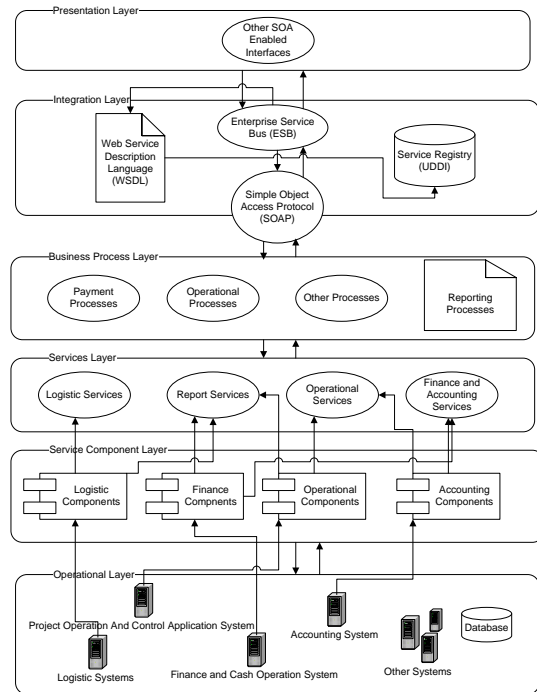 Presentation Layer
Other SOA
Enabled
Interfaces
Integration Layer
Web Service
Description
Language
(WSDL)
Enterprise Service
Bus (ESB)
Service Registry
(UDDI)
Simple Object
Access Protocol
(SOAP)
Business Process Layer
Payment
Processes
Operational
Processes
Other Processes
Reporting
Processes
Services Layer
Logistic Services
Report Services
Operational
Services
Finance and
Accounting
Services
Service Component Layer
Logistic
Components
Finance
Compnents
Operational
Components
Accounting
Components
Operational Layer
Project Operation And Control Application System
Accounting System
Database
Logistic Systems
Finance and Cash Operation System
Other Systems